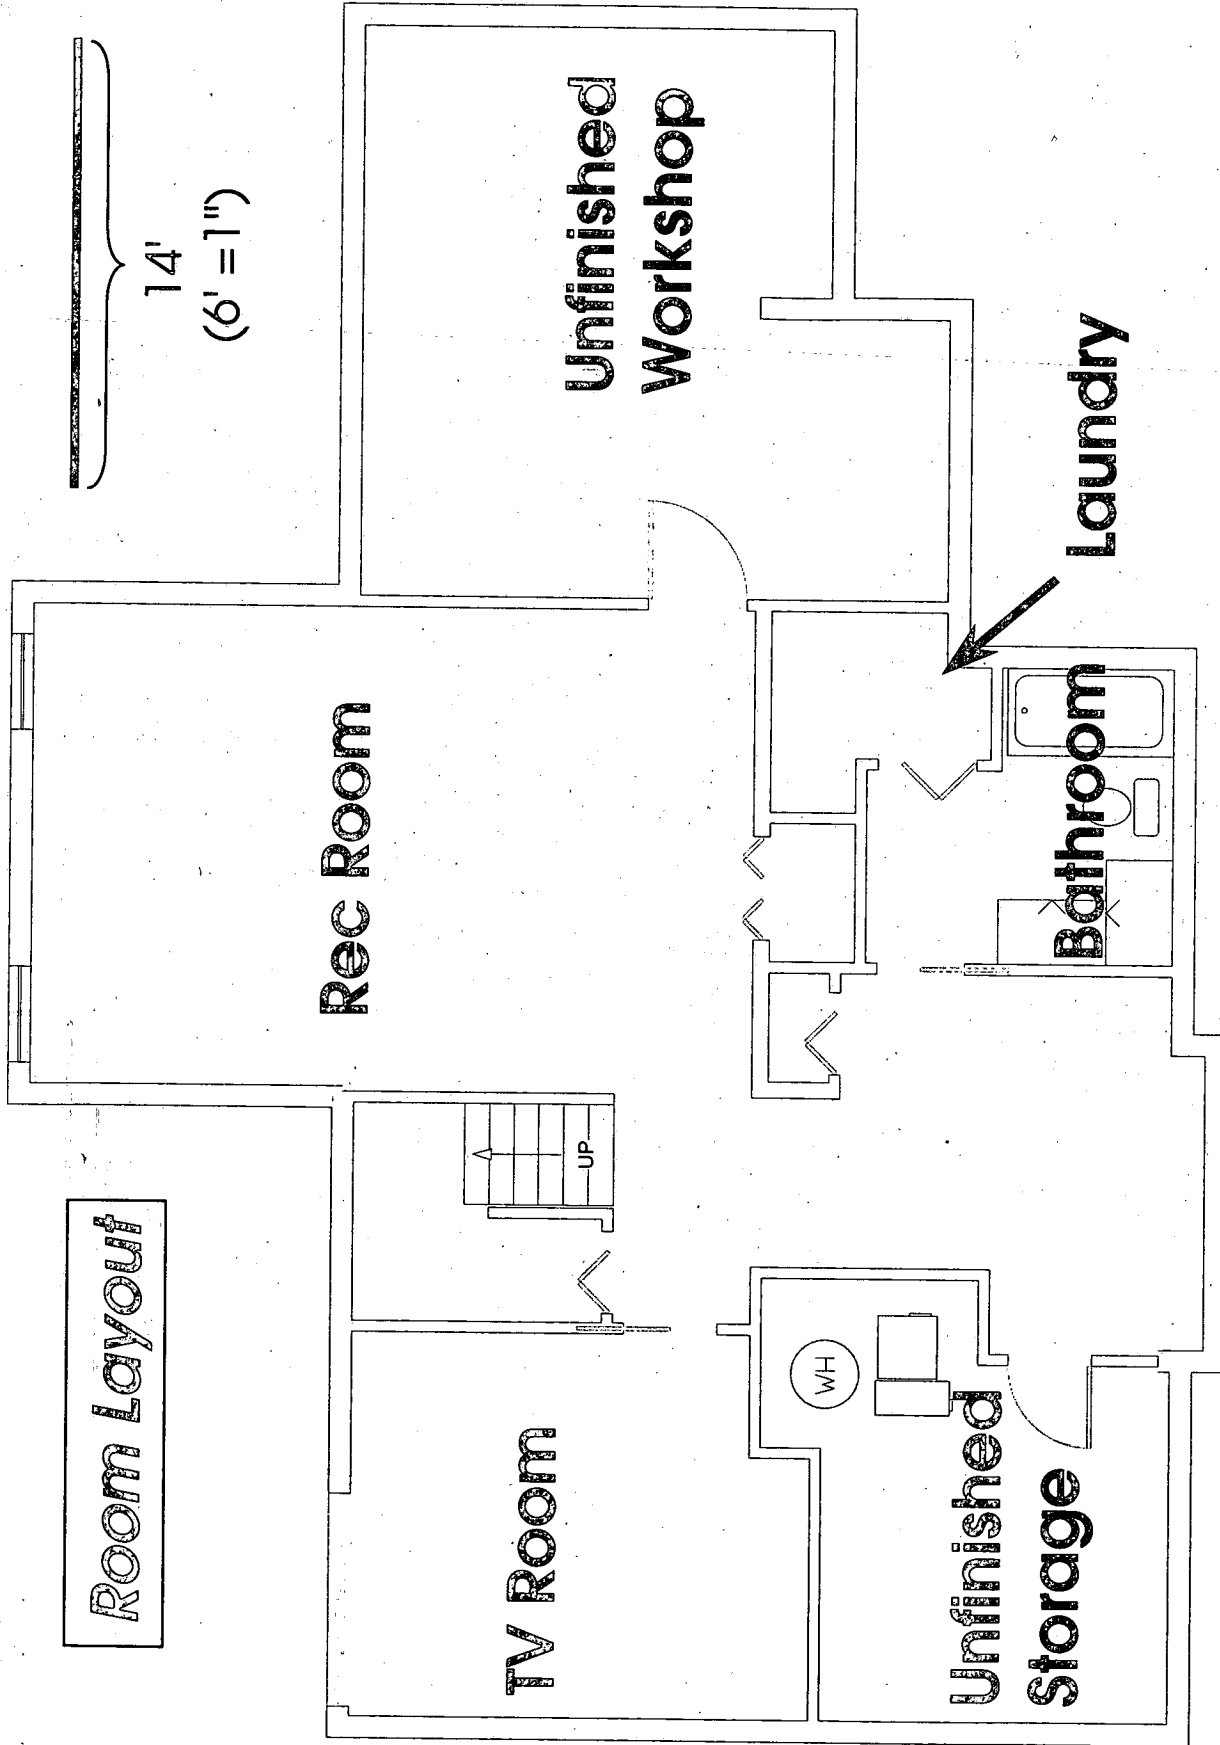 Room Layout
14'
(6' = 1")
Rec Room
Unfinished
Workshop
UP
TV Room
WH
Unfinished
Storage
Bathroom
Laundry